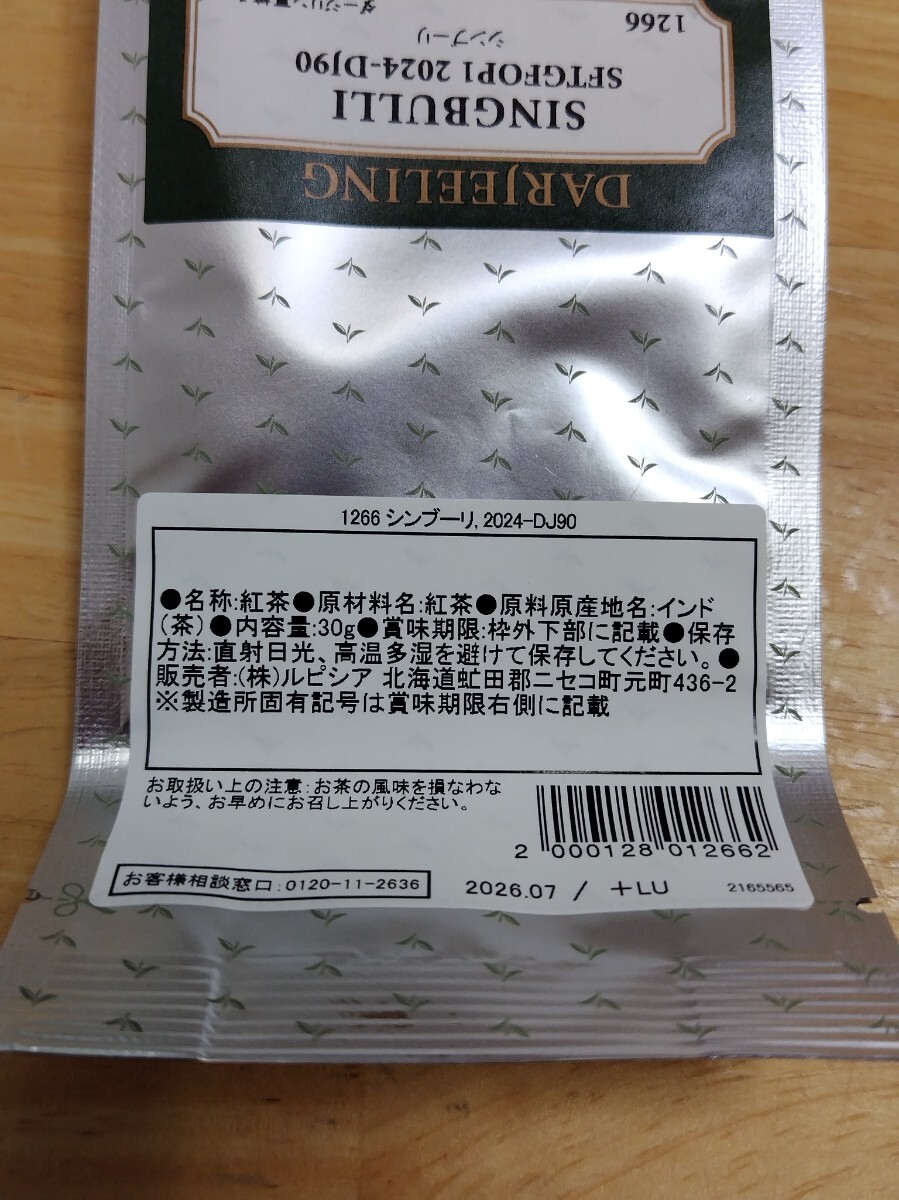 DARJEELING
SINGBULLI
SFTGFOP1 2024-DJ90
シンブーリ
1266
1266 シンブーリ, 2024-DJ90
●名称:紅茶●原材料名:紅茶●原料原産地名:インド
(茶)●内容量:30g●賞味期限:枠外下部に記載●保存
方法:直射日光、高温多湿を避けて保存してください。●
販売者:(株)ルピシア 北海道虻田郡ニセコ町元町436-2
※製造所固有記号は賞味期限右側に記載
お取扱い上の注意:お茶の風味を損なわな
いよう、お早めにお召し上がりください。
2 000128 012662
お客様相談窓口:0120-11-2636
2026.07 / +LU
2165565